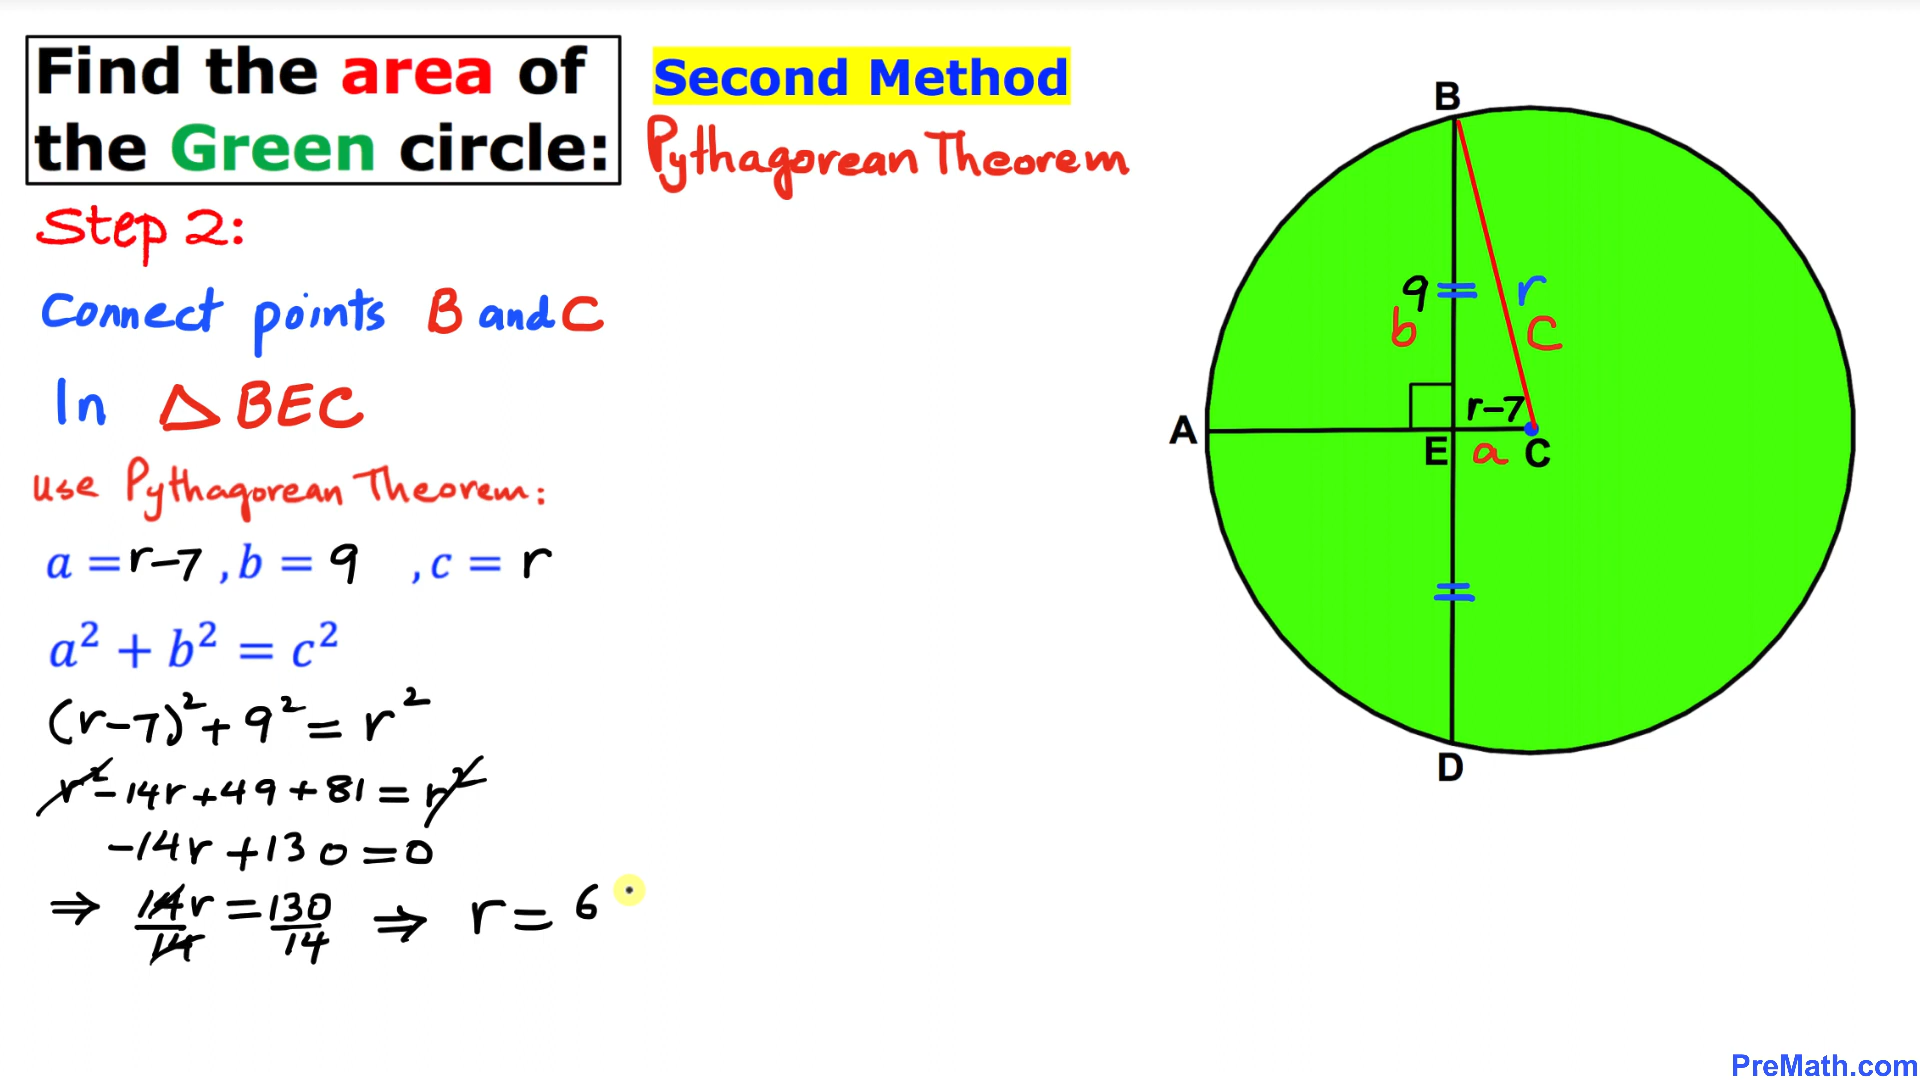 Find the area of
the Green circle:
Second Method
Pythagorean Theorem
Step 2:
Connect points B and C
In △ BEC
use Pythagorean Theorem:
a = r-7 , b = 9 , c = r
a² + b² = c²
(r-7)² + 9² = r²
r² - 14r + 49 + 81 = r²
-14r + 130 = 0
⇒ 14r/14 = 130/14 ⇒ r = 6
B
9 r
b C
r-7
A E a C
D
PreMath.com